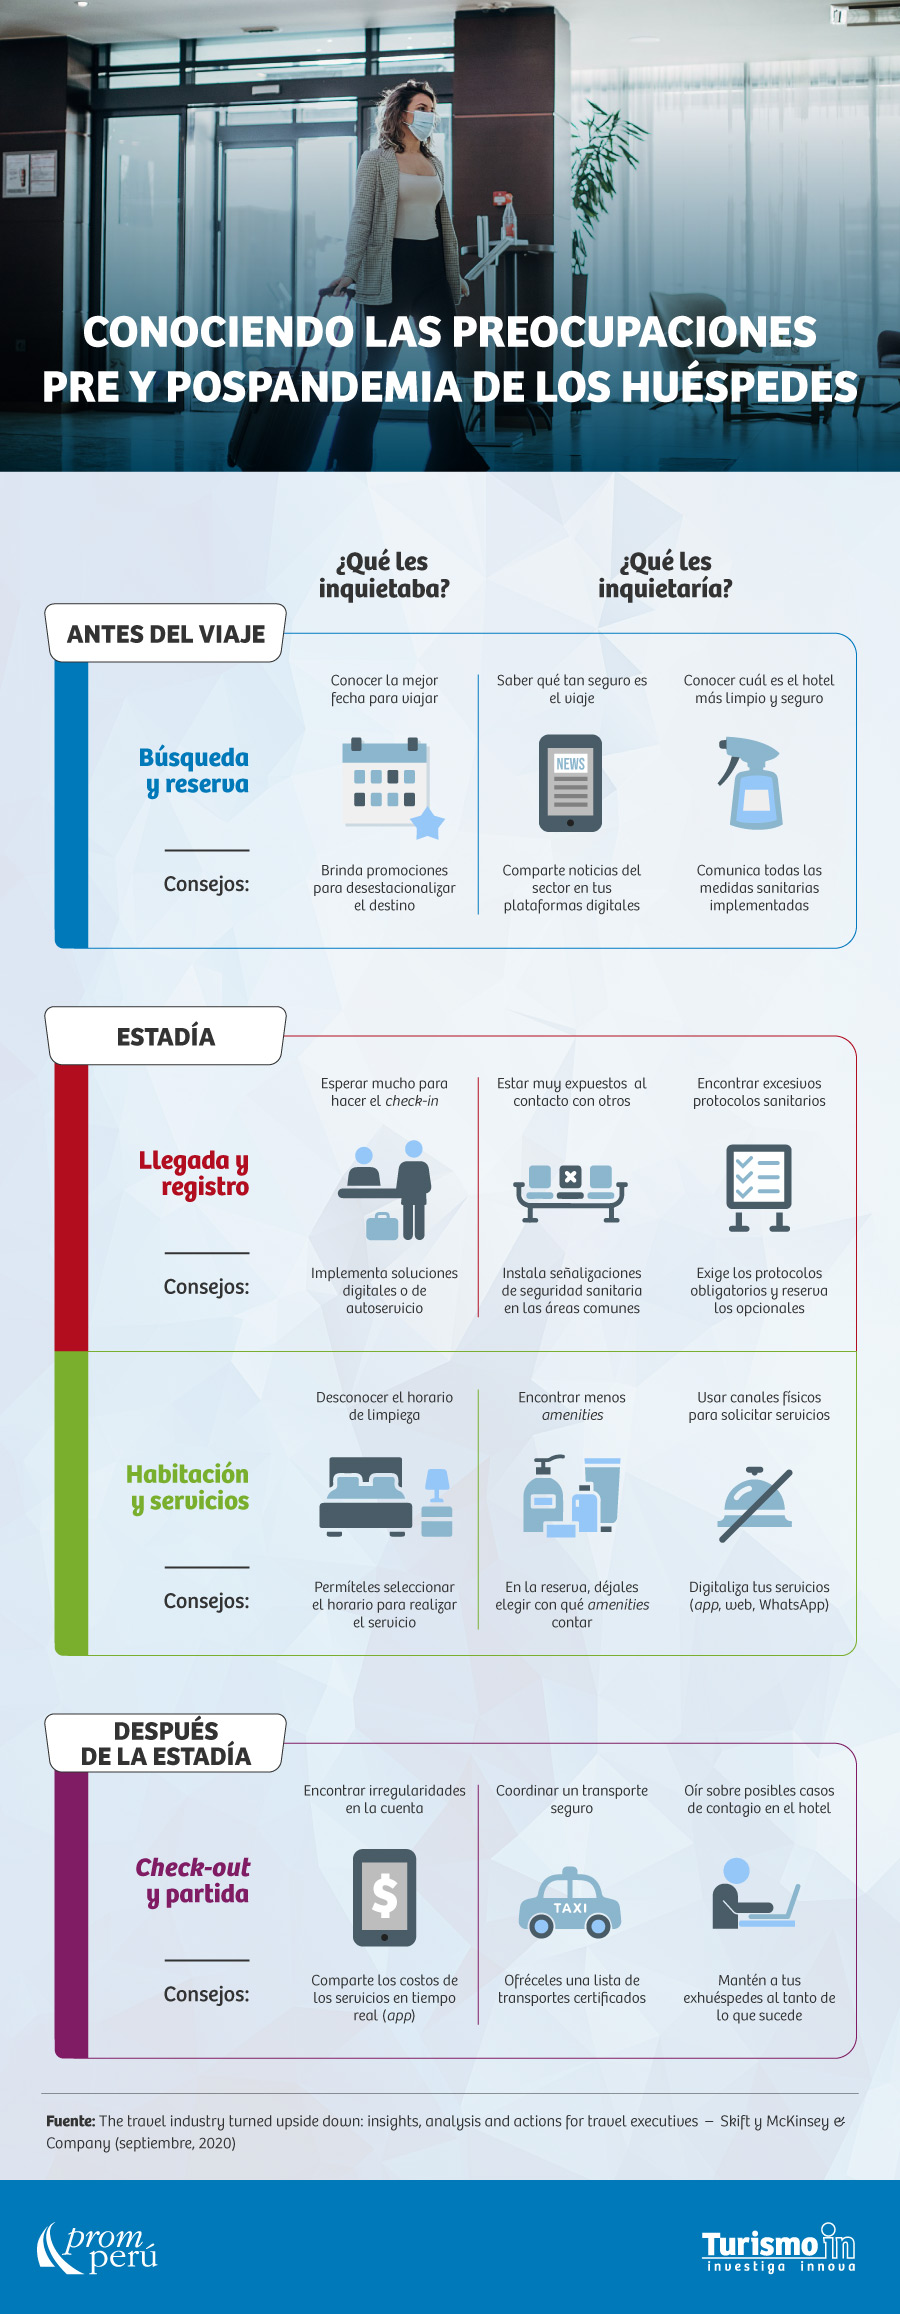 CONOCIENDO LAS PREOCUPACIONES
PRE Y POSPANDEMIA DE LOS HUÉSPEDES
¿Qué les
inquietaba?
¿Qué les
inquietaría?
ANTES DEL VIAJE
Búsqueda
y reserva
Consejos:
Conocer la mejor
fecha para viajar
Brinda promociones
para desestacionalizar
el destino
Saber qué tan seguro es
el viaje
NEWS
Comparte noticias del
sector en tus
plataformas digitales
Conocer cuál es el hotel
más limpio y seguro
Comunica todas las
medidas sanitarias
implementadas
ESTADÍA
Llegada y
registro
Consejos:
Esperar mucho para
hacer el check-in
Implementa soluciones
digitales o de
autoservicio
Estar muy expuestos al
contacto con otros
Instala señalizaciones
de seguridad sanitaria
en las áreas comunes
Encontrar excesivos
protocolos sanitarios
Exige los protocolos
obligatorios y reserva
los opcionales
Habitación
y servicios
Consejos:
Desconocer el horario
de limpieza
Permíteles seleccionar
el horario para realizar
el servicio
Encontrar menos
amenities
En la reserva, déjales
elegir con qué amenities
contar
Usar canales físicos
para solicitar servicios
Digitaliza tus servicios
(app, web, WhatsApp)
DESPUÉS
DE LA ESTADÍA
Check-out
y partida
Consejos:
Encontrar irregularidades
en la cuenta
$
Comparte los costos de
los servicios en tiempo
real (app)
Coordinar un transporte
seguro
TAXI
Ofréceles una lista de
transportes certificados
Oír sobre posibles casos
de contagio en el hotel
Mantén a tus
exhuéspedes al tanto de
lo que sucede
Fuente: The travel industry turned upside down: insights, analysis and actions for travel executives – Skift y McKinsey &
Company (septiembre, 2020)
prom
perú
Turismo in
investiga innova